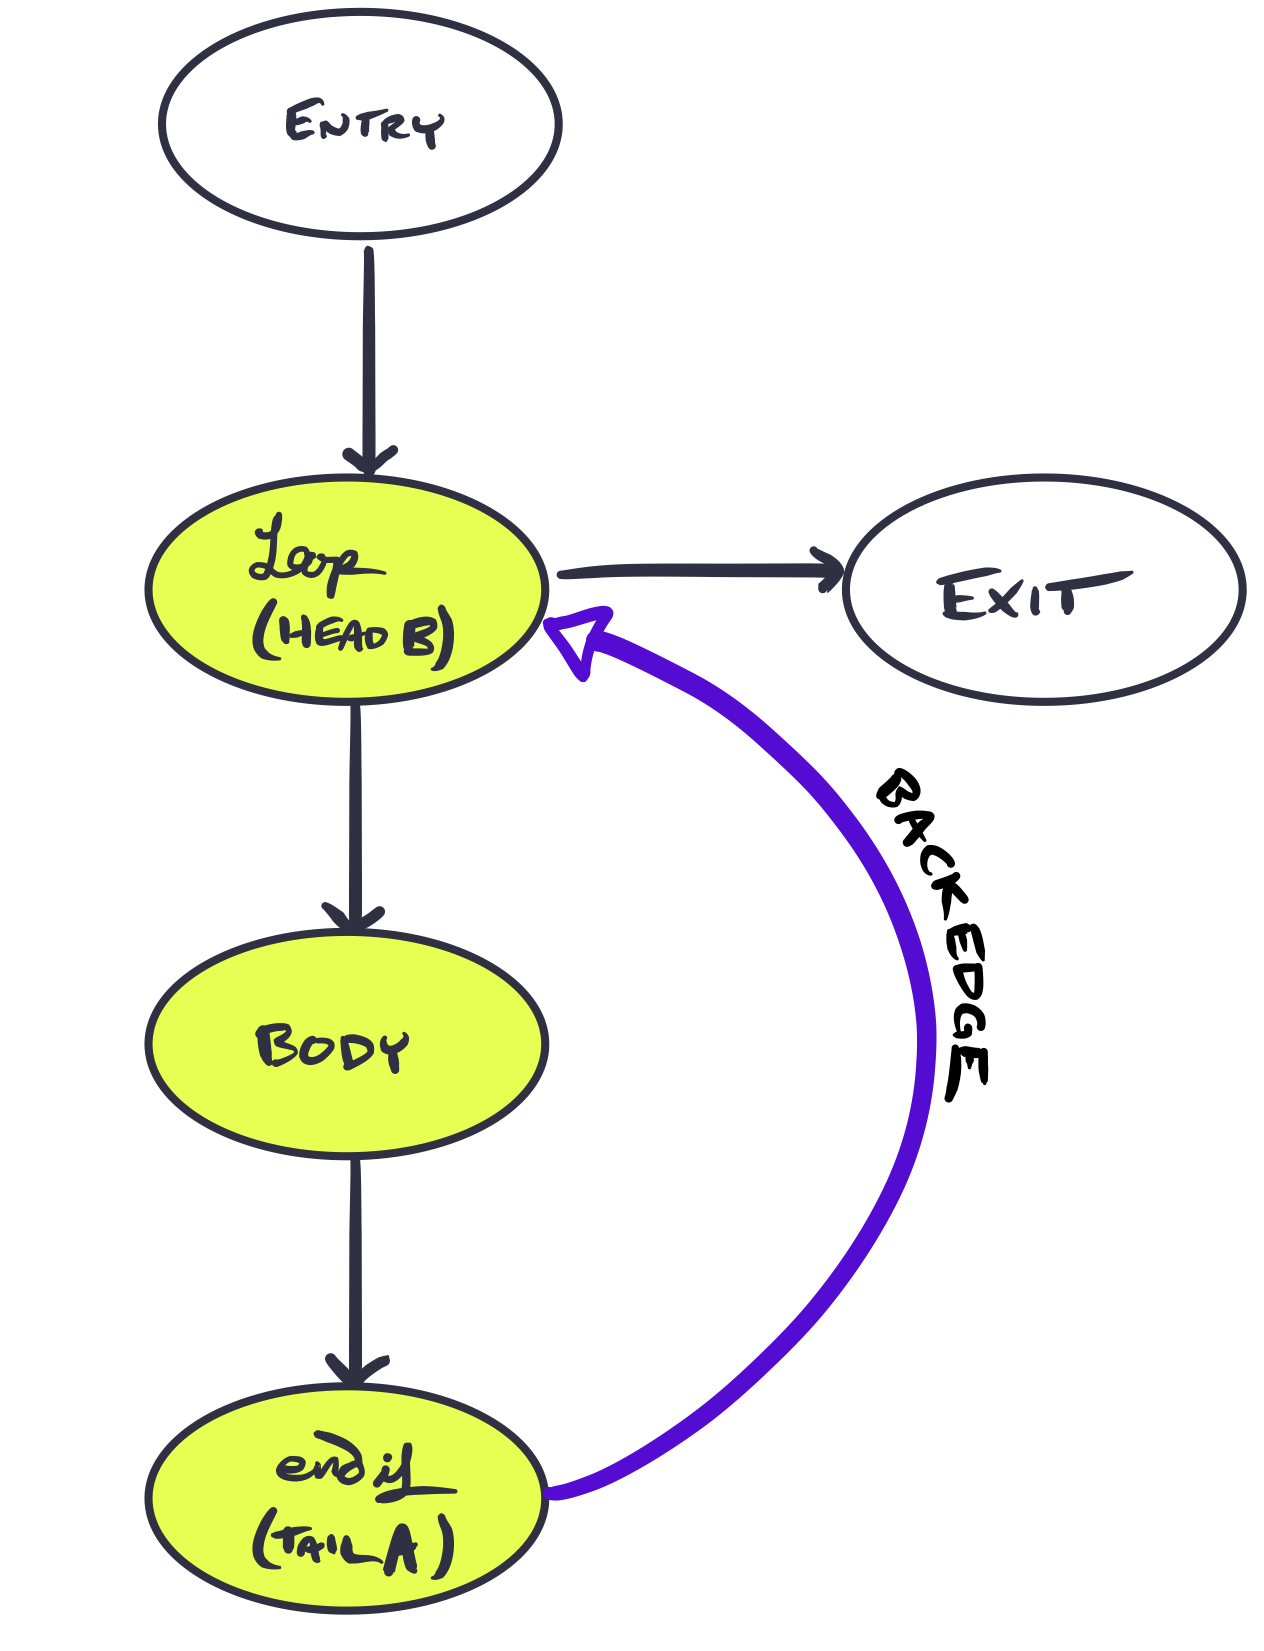 ENTRY
Loop
(HEAD B)
EXIT
BACKEDGE
BODY
endif
(TAIL A)